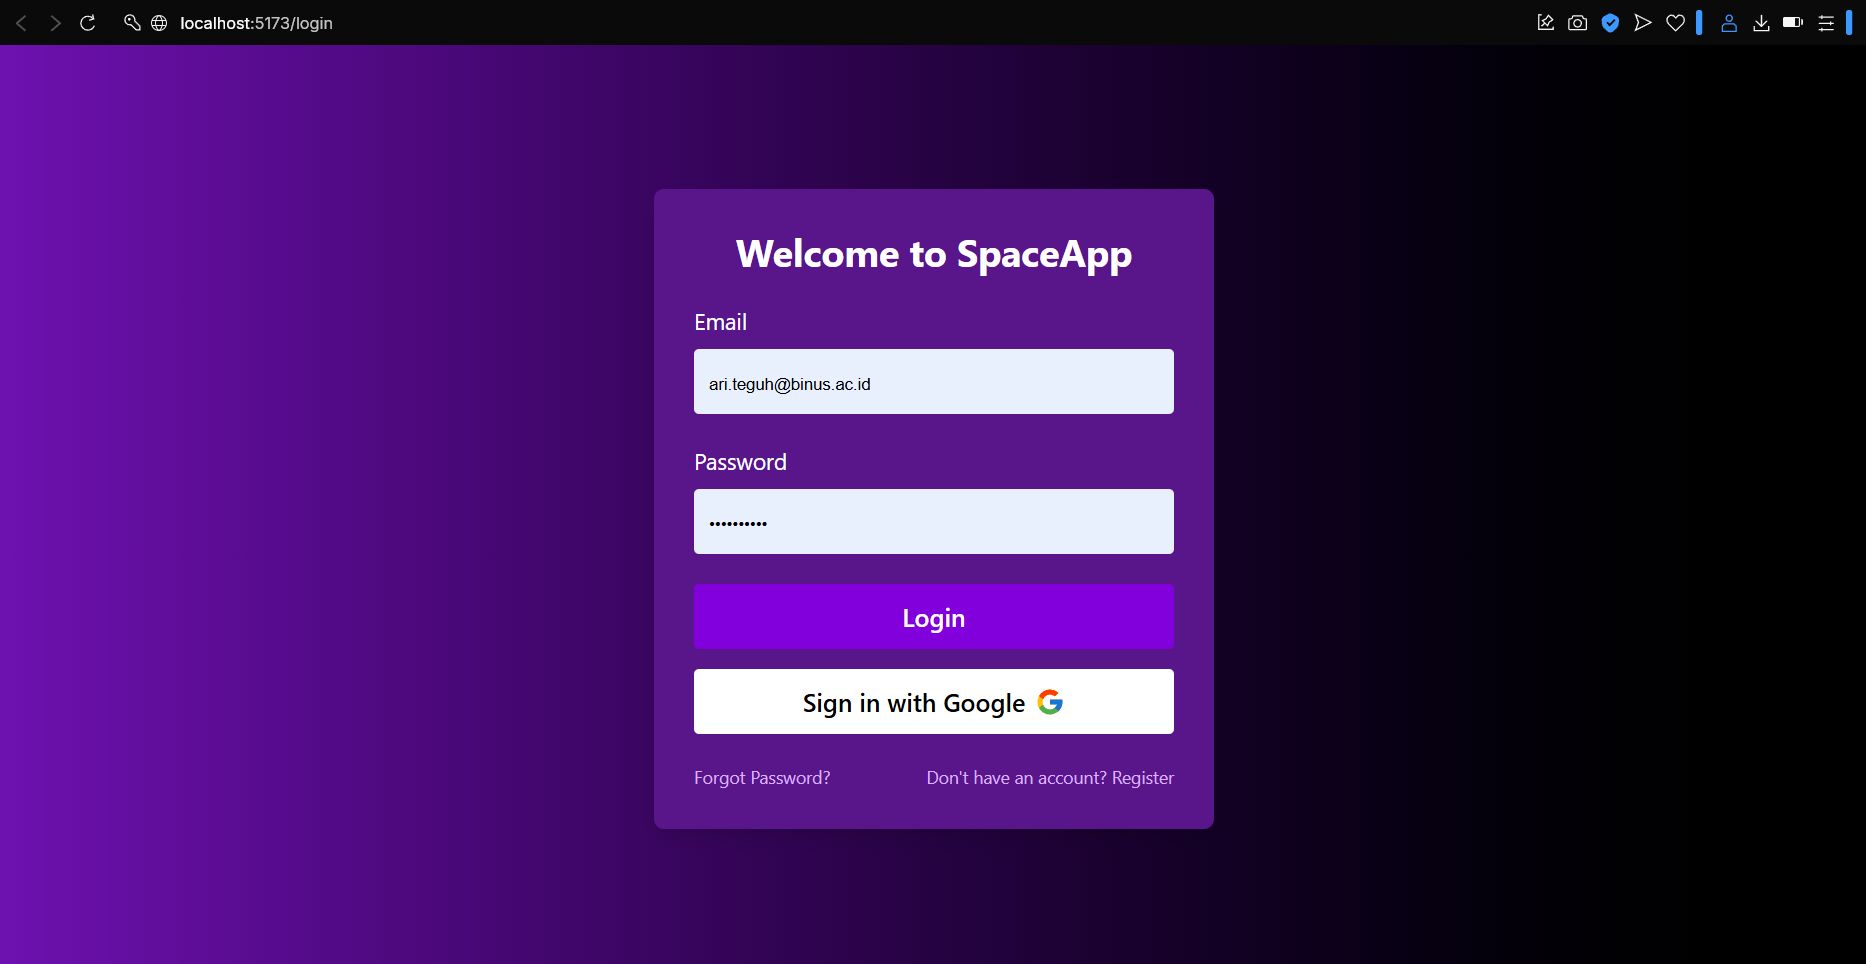 localhost:5173/login
Welcome to SpaceApp
Email
ari.teguh@binus.ac.id
Password
••••••••••
Login
Sign in with Google
Forgot Password?
Don't have an account? Register